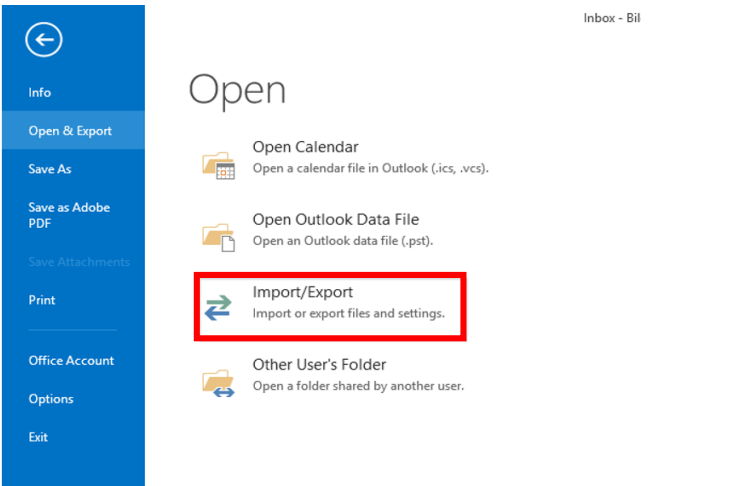 Inbox - Bil
Info
Open & Export
Save As
Save as Adobe
PDF
Save Attachments
Print
Office Account
Options
Exit
Open
Open Calendar
Open a calendar file in Outlook (.ics, .vcs).
Open Outlook Data File
Open an Outlook data file (.pst).
Import/Export
Import or export files and settings.
Other User's Folder
Open a folder shared by another user.